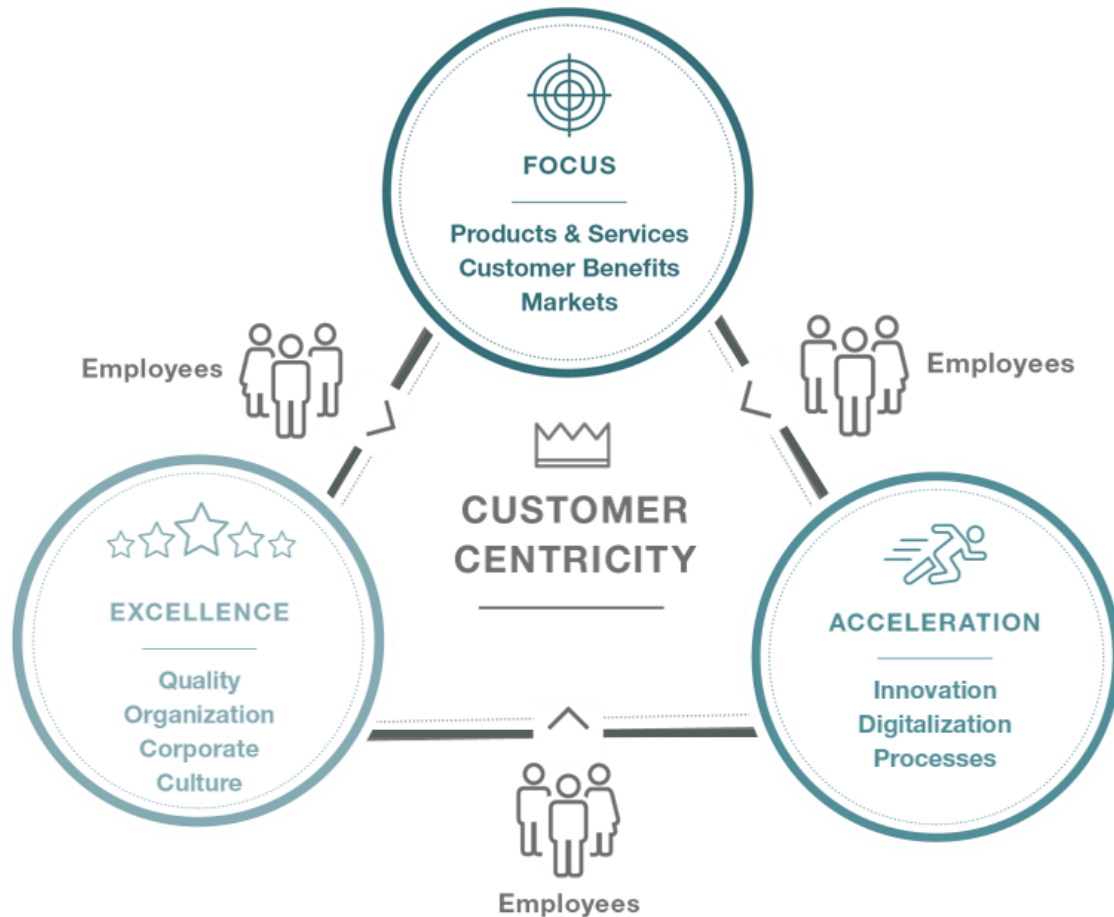 FOCUS
Products & Services
Customer Benefits
Markets
Employees
Employees
CUSTOMER
CENTRICITY
EXCELLENCE
Quality
Organization
Corporate
Culture
ACCELERATION
Innovation
Digitalization
Processes
Employees